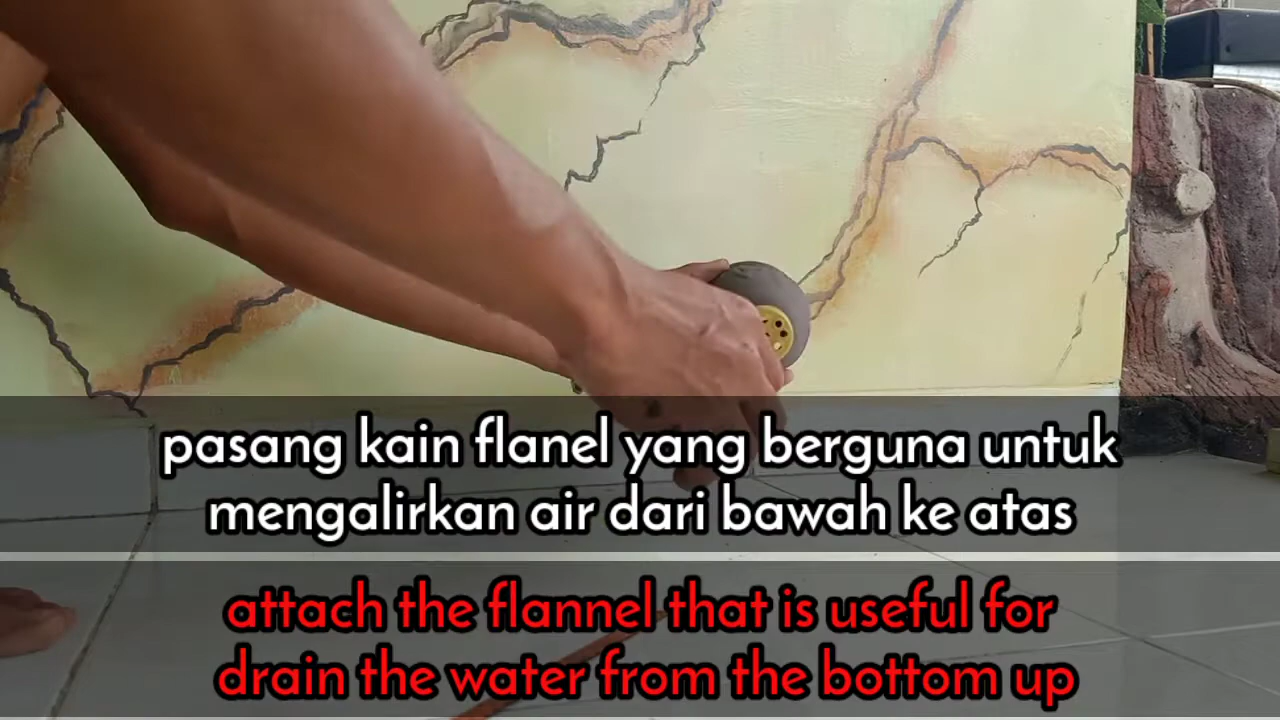 pasang kain flanel yang berguna untuk
mengalirkan air dari bawah ke atas
attach the flannel that is useful for
drain the water from the bottom up